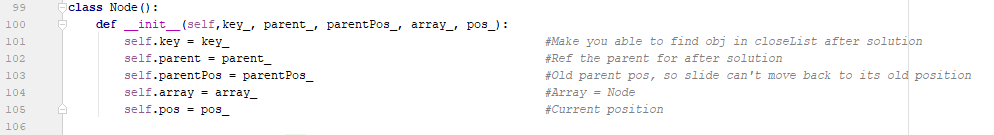 99 class Node():
100 def __init__(self,key_, parent_, parentPos_, array_, pos_):
101 self.key = key_ #Make you able to find obj in closeList after solution
102 self.parent = parent_ #Ref the parent for after solution
103 self.parentPos = parentPos_ #Old parent pos, so slide can't move back to its old position
104 self.array = array_ #Array = Node
105 self.pos = pos_ #Current position
106